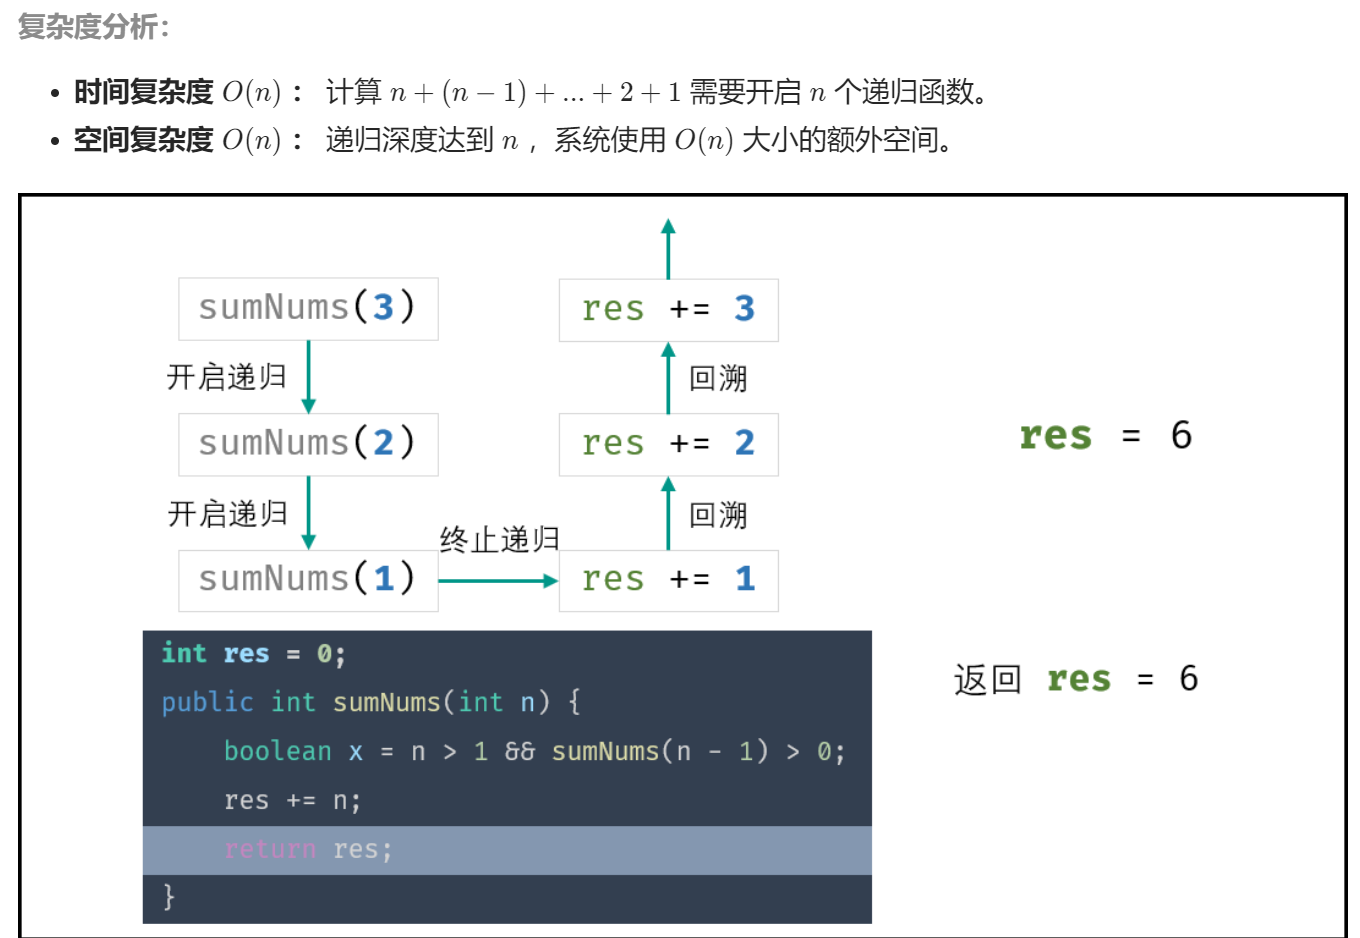 复杂度分析：
• 时间复杂度 O(n) ： 计算 n + (n − 1) + ... + 2 + 1 需要开启 n 个递归函数。
• 空间复杂度 O(n) ： 递归深度达到 n ，系统使用 O(n) 大小的额外空间。
sumNums(3)
res += 3
开启递归
回溯
sumNums(2)
res += 2
res = 6
开启递归
回溯
终止递归
sumNums(1)
res += 1
int res = 0;
public int sumNums(int n) {
boolean x = n > 1 && sumNums(n - 1) > 0;
res += n;
return res;
}
返回 res = 6